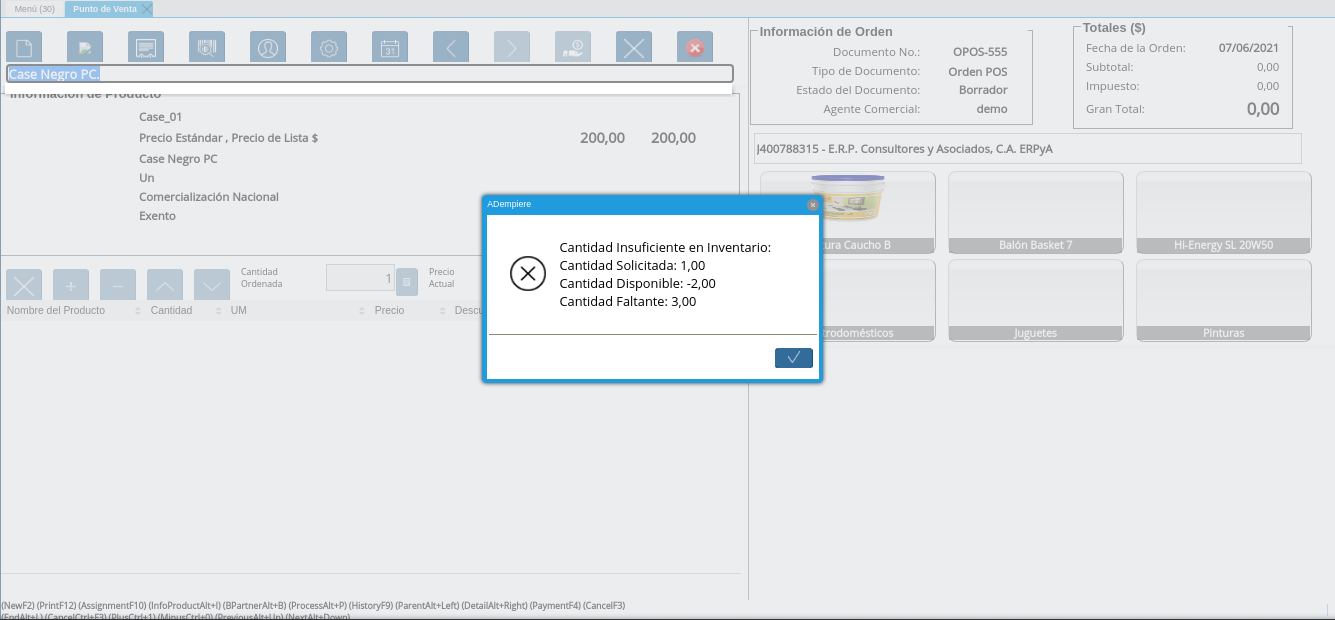 Menú (30)
Punto de Venta
31
Case Negro PC.
Información de Producto
Case_01
Precio Estándar , Precio de Lista $
200,00
200,00
Case Negro PC
Un
Comercialización Nacional
Exento
Cantidad
Ordenada
1
Precio
Actual
Nombre del Producto
Cantidad
UM
Precio
Descu
Información de Orden
Documento No.:
OPOS-555
Tipo de Documento:
Orden POS
Estado del Documento:
Borrador
Agente Comercial:
demo
Totales ($)
Fecha de la Orden:
07/06/2021
Subtotal:
0,00
Impuesto:
0,00
Gran Total:
0,00
J400788315 - E.R.P. Consultores y Asociados, C.A. ERPyA
ura Caucho B
Balón Basket 7
Hi-Energy SL 20W50
rodomésticos
Juguetes
Pinturas
ADempiere
Cantidad Insuficiente en Inventario:
Cantidad Solicitada: 1,00
Cantidad Disponible: -2,00
Cantidad Faltante: 3,00
(NewF2) (PrintF12) (AssignmentF10) (InfoProductAlt+I) (BPartnerAlt+B) (ProcessAlt+P) (HistoryF9) (ParentAlt+Left) (DetailAlt+Right) (PaymentF4) (CancelF3)
(EndAlt+L) (CancelCtrl+F3) (PlusCtrl+1) (MinusCtrl+0) (PreviousAlt+Up) (NextAlt+Down)